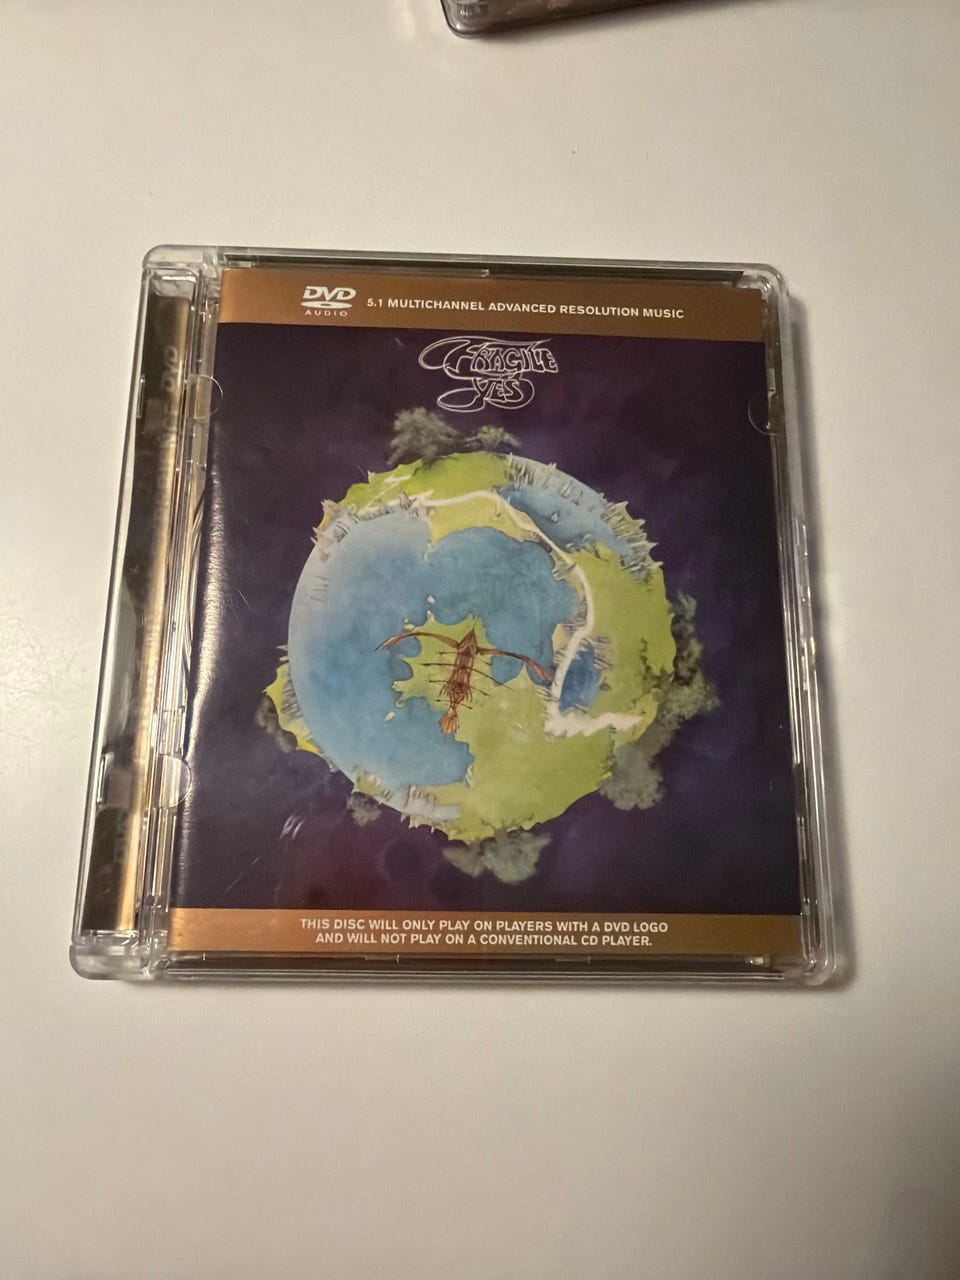 DVD
AUDIO
5.1 MULTICHANNEL ADVANCED RESOLUTION MUSIC
FRAGILE
YES
THIS DISC WILL ONLY PLAY ON PLAYERS WITH A DVD LOGO
AND WILL NOT PLAY ON A CONVENTIONAL CD PLAYER.